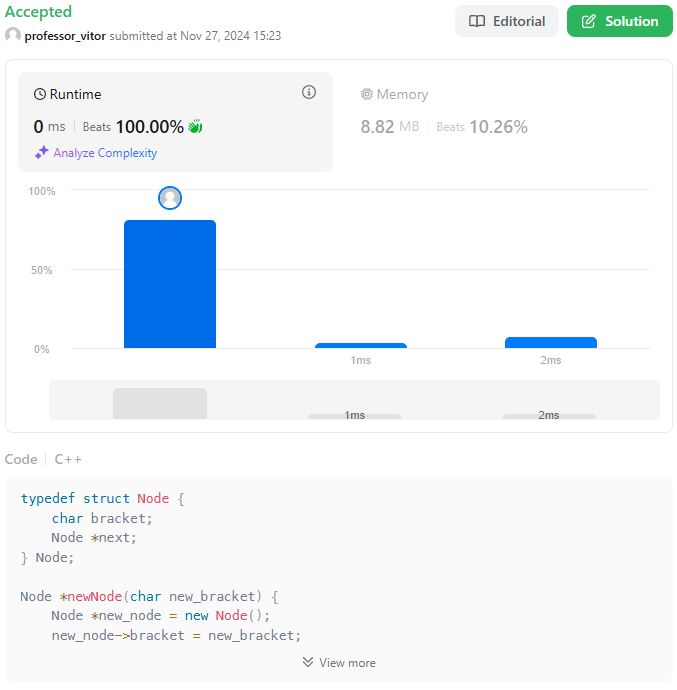 Accepted
professor_vitor submitted at Nov 27, 2024 15:23
Editorial
Solution
Runtime
0 ms Beats 100.00%
Analyze Complexity
Memory
8.82 MB Beats 10.26%
100%
50%
0%
1ms 2ms
1ms 2ms
Code C++
typedef struct Node {
    char bracket;
    Node *next;
} Node;

Node *newNode(char new_bracket) {
    Node *new_node = new Node();
    new_node->bracket = new_bracket;
View more